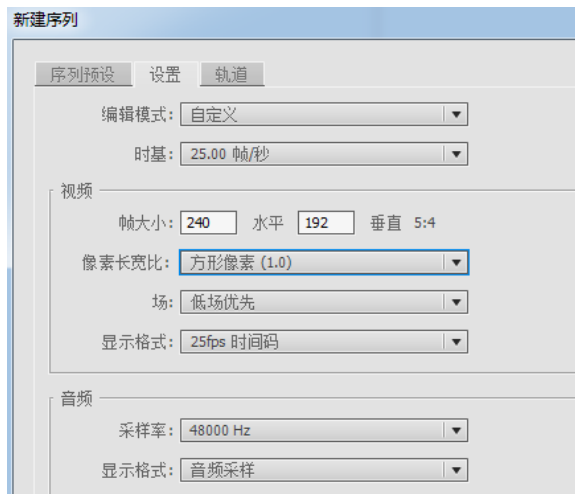 新建序列
序列预设 设置 轨道
编辑模式: 自定义
时基: 25.00 帧/秒
视频
帧大小: 240 水平 192 垂直 5:4
像素长宽比: 方形像素 (1.0)
场: 低场优先
显示格式: 25fps 时间码
音频
采样率: 48000 Hz
显示格式: 音频采样